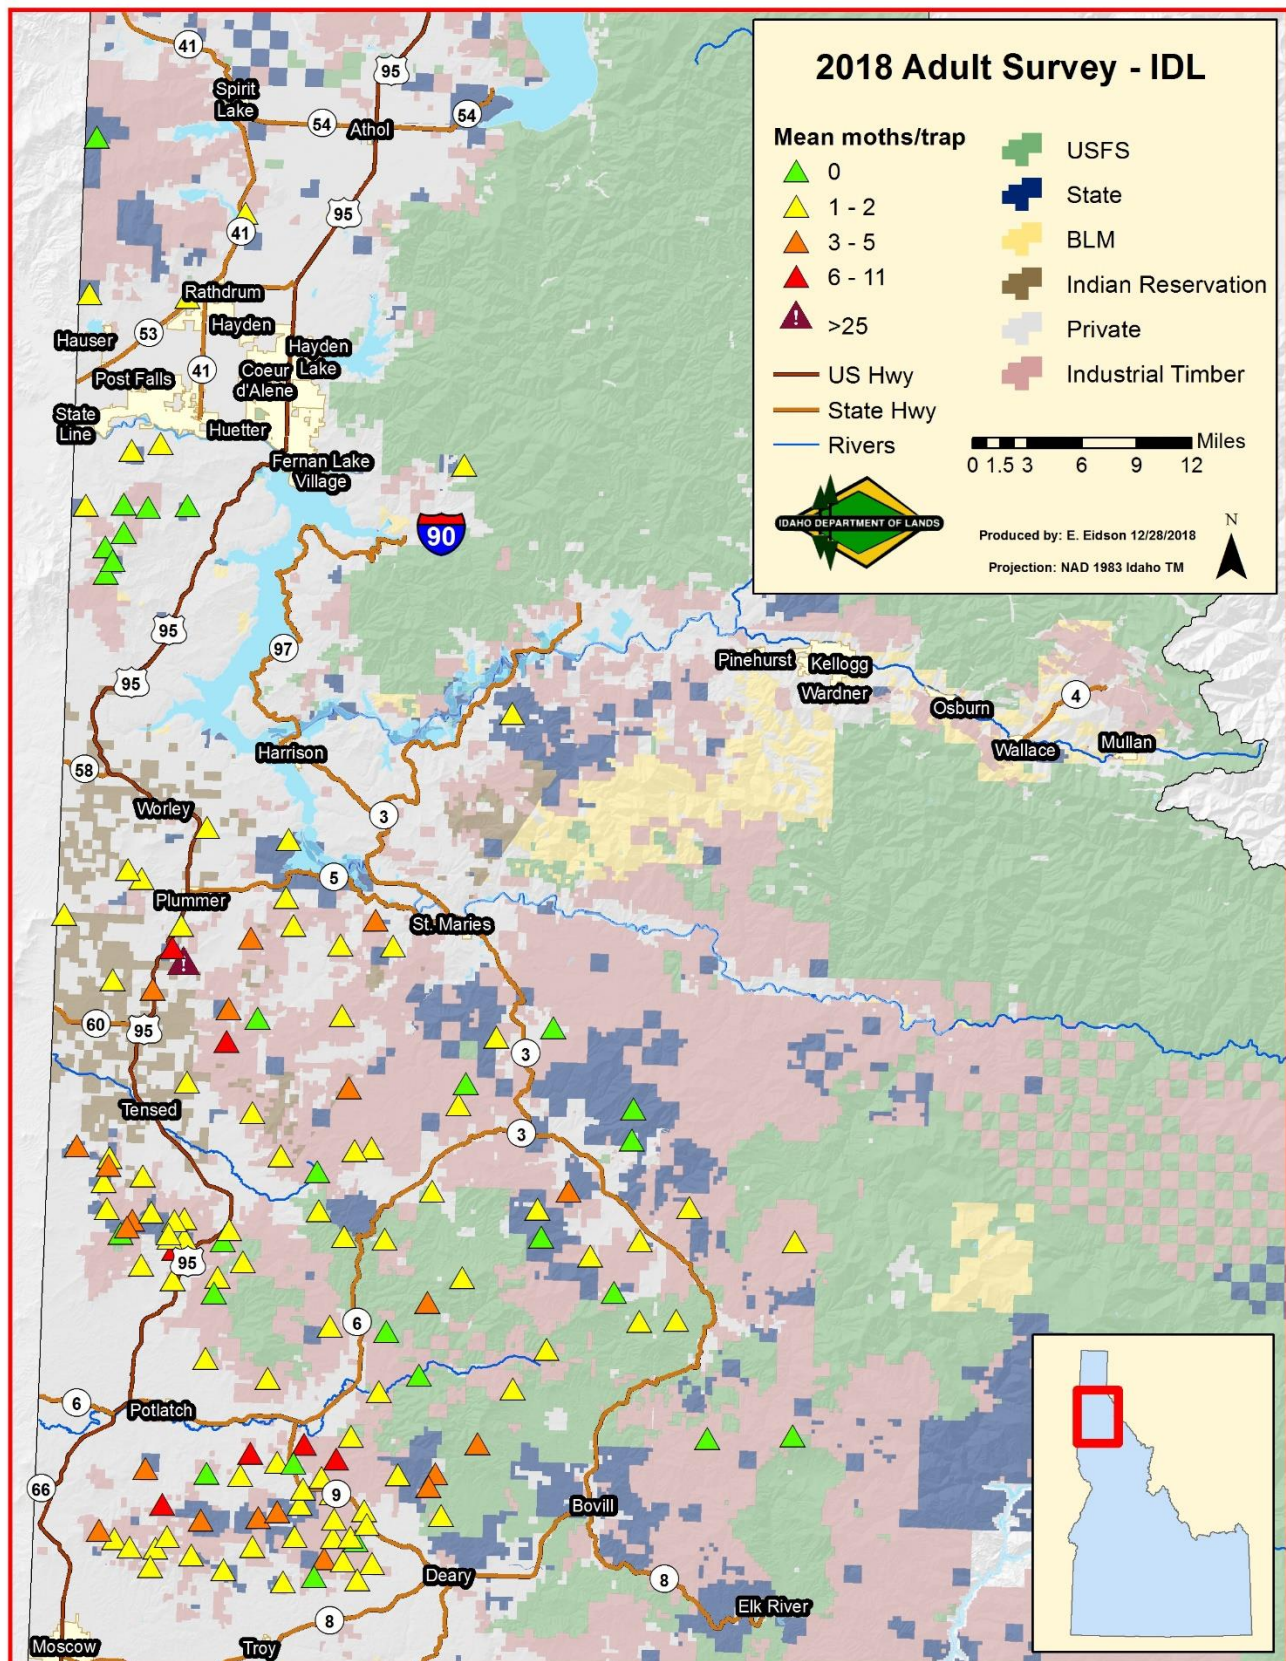 2018 Adult Survey - IDL
Mean moths/trap
0
1 - 2
3 - 5
6 - 11
!
>25
US Hwy
State Hwy
Rivers
USFS
State
BLM
Indian Reservation
Private
Industrial Timber
Miles
0 1.5 3 6 9 12
IDAHO DEPARTMENT OF LANDS
Produced by: E. Eidson 12/28/2018
Projection: NAD 1983 Idaho TM
N
41
95
Spirit
Lake
54
Athol
54
95
41
Rathdrum
53
Hayden
Hauser
Hayden
Lake
41
Coeur
d'Alene
Post Falls
State
Line
Huetter
Fernan Lake
Village
90
95
97
95
Pinehurst
Kellogg
Wardner
Osburn
4
Wallace
Mullan
Harrison
58
Worley
3
5
Plummer
St. Maries
!
60
95
3
Tensed
3
95
6
6
Potlatch
66
9
Bovill
Deary
8
8
Elk River
Moscow
Troy